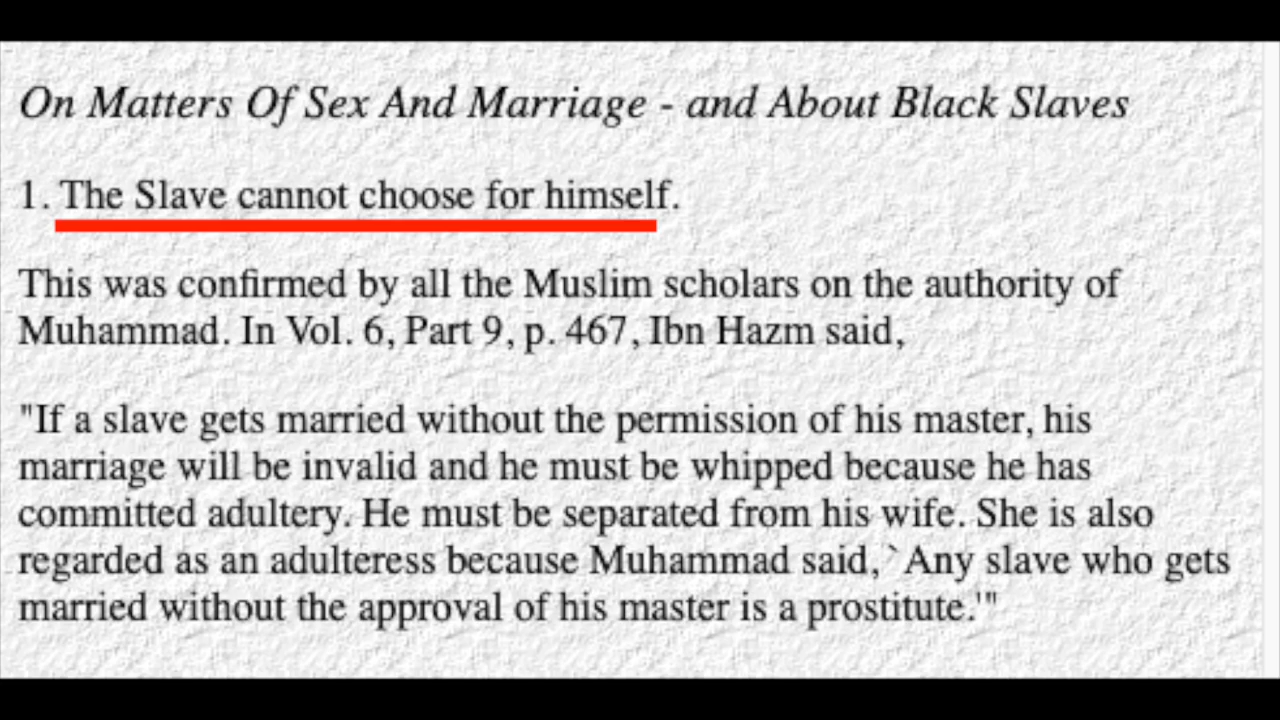 On Matters Of Sex And Marriage - and About Black Slaves
1. The Slave cannot choose for himself.
This was confirmed by all the Muslim scholars on the authority of
Muhammad. In Vol. 6, Part 9, p. 467, Ibn Hazm said,
"If a slave gets married without the permission of his master, his
marriage will be invalid and he must be whipped because he has
committed adultery. He must be separated from his wife. She is also
regarded as an adulteress because Muhammad said,`Any slave who gets
married without the approval of his master is a prostitute.'"